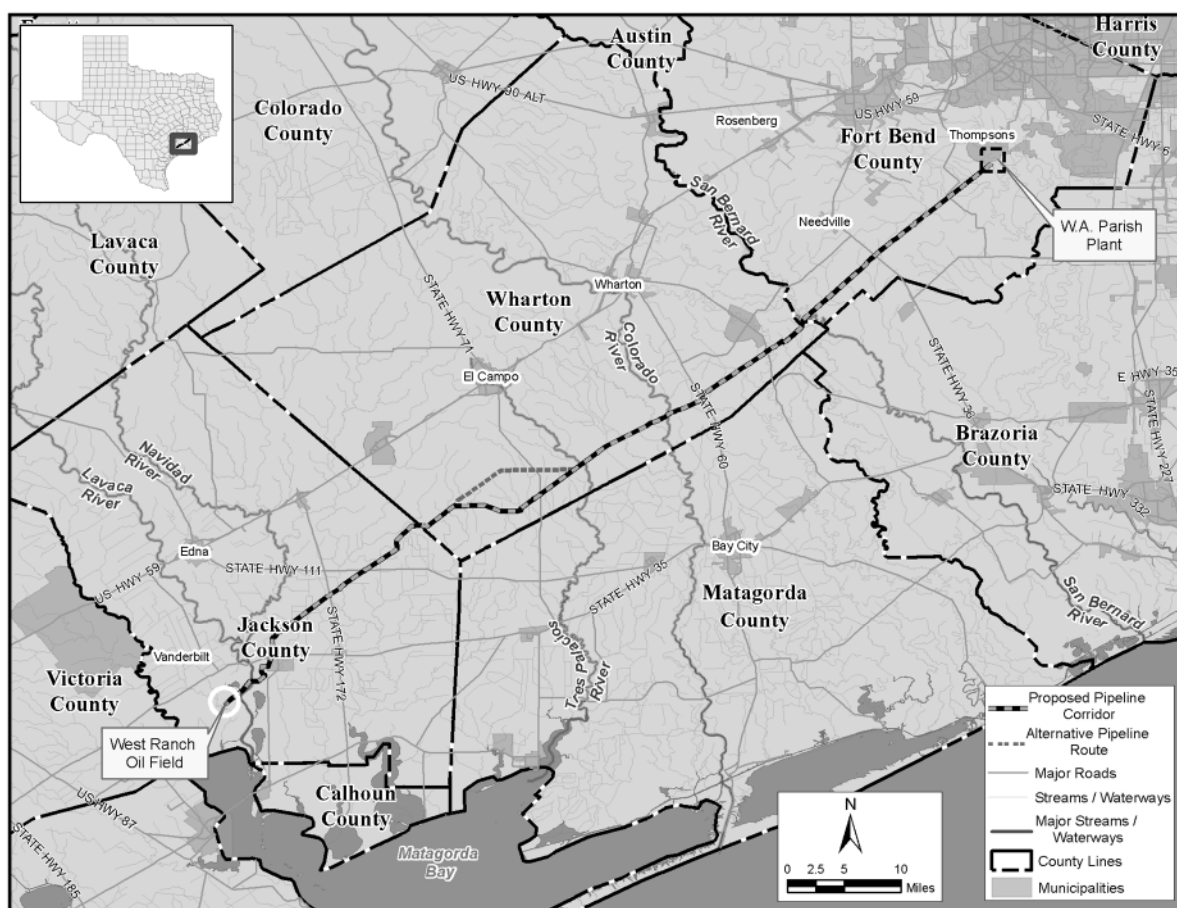 Harris
County
Austin
County
US HWY 90 ALT
Colorado
County
US HWY 59
Rosenberg
Fort Bend
County
Thompsons
STATE HWY 6
San Bernard
River
Needville
W.A. Parish
Plant
Lavaca
County
STATE HWY 71
Wharton
Wharton
County
Colorado
River
El Campo
STATE HWY 60
STATE HWY 36
E HWY 35
Brazoria
County
STATE HWY 227
STATE HWY 332
Navidad
River
Lavaca
River
Edna
US HWY 59
STATE HWY 111
Bay City
STATE HWY 35
Matagorda
County
San Bernard
River
Jackson
County
STATE HWY 172
Vanderbilt
Victoria
County
Tres Palacios
River
West Ranch
Oil Field
Calhoun
County
US HWY 87
STATE HWY 185
Matagorda
Bay
N
0 2.5 5 10
Miles
Proposed Pipeline
Corridor
Alternative Pipeline
Route
Major Roads
Streams / Waterways
Major Streams /
Waterways
County Lines
Municipalities